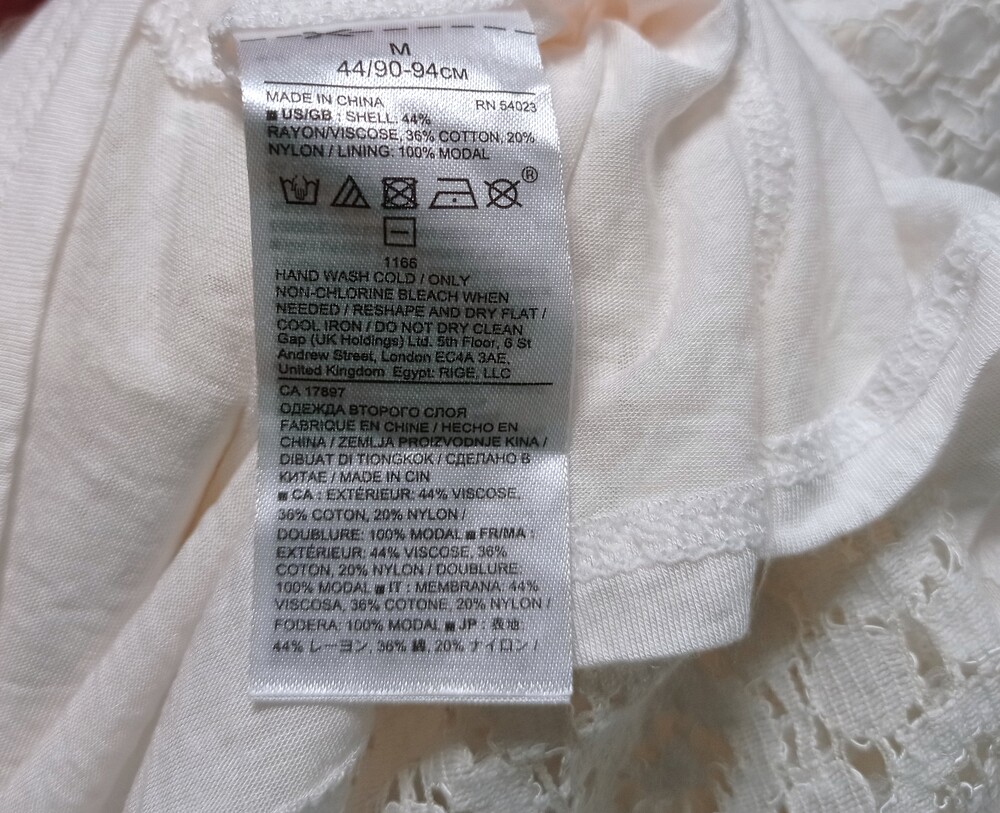 M
44/90-94CM
MADE IN CHINA RN 54023
■ US/GB : SHELL: 44%
RAYON/VISCOSE, 36% COTTON, 20%
NYLON / LINING: 100% MODAL
®
1166
HAND WASH COLD / ONLY
NON-CHLORINE BLEACH WHEN
NEEDED / RESHAPE AND DRY FLAT /
COOL IRON / DO NOT DRY CLEAN
Gap (UK Holdings) Ltd. 5th Floor, 6 St
Andrew Street, London EC4A 3AE,
United Kingdom Egypt: RIGE, LLC
CA 17897
ОДЕЖДА ВТОРОГО СЛОЯ
FABRIQUE EN CHINE / HECHO EN
CHINA / ZEMLJA PROIZVODNJE KINA /
DIBUAT DI TIONGKOK / СДЕЛАНО В
КИТАЕ / MADE IN CIN
■ CA : EXTÉRIEUR: 44% VISCOSE,
36% COTON, 20% NYLON /
DOUBLURE: 100% MODAL ■ FR/MA :
EXTÉRIEUR: 44% VISCOSE, 36%
COTON, 20% NYLON / DOUBLURE:
100% MODAL ■ IT : MEMBRANA: 44%
VISCOSA, 36% COTONE, 20% NYLON /
FODERA: 100% MODAL ■ JP : 表地
44% レーヨン, 36% 綿, 20% ナイロン /